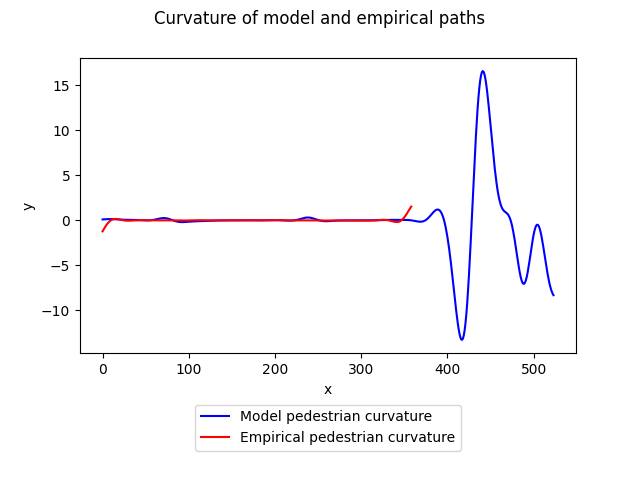 Curvature of model and empirical paths
15
10
5
0
−5
−10
y
0 100 200 300 400 500
x
Model pedestrian curvature
Empirical pedestrian curvature